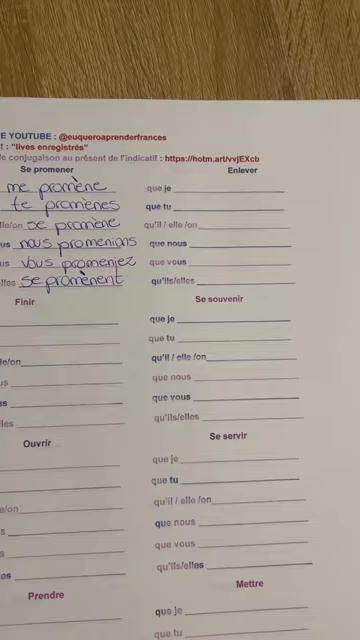 E YOUTUBE : @euqueroaprenderfrances
t : "lives enregistrés"
e conjugaison au présent de l'indicatif : https://hotm.art/vvjEXcb
Se promener
me promène
te promènes
lle/on se promène
us nous promenions
us vous promeniez
lles se promènent
Enlever
que je
que tu
qu'il / elle /on
que nous
que vous
qu'ils/elles
Finir
le/on
us
us
lles
Se souvenir
que je
que tu
qu'il / elle /on
que nous
que vous
qu'ils/elles
Ouvrir
e/on
s
s
es
Se servir
que je
que tu
qu'il / elle /on
que nous
que vous
qu'ils/elles
Prendre
Mettre
que je
que tu